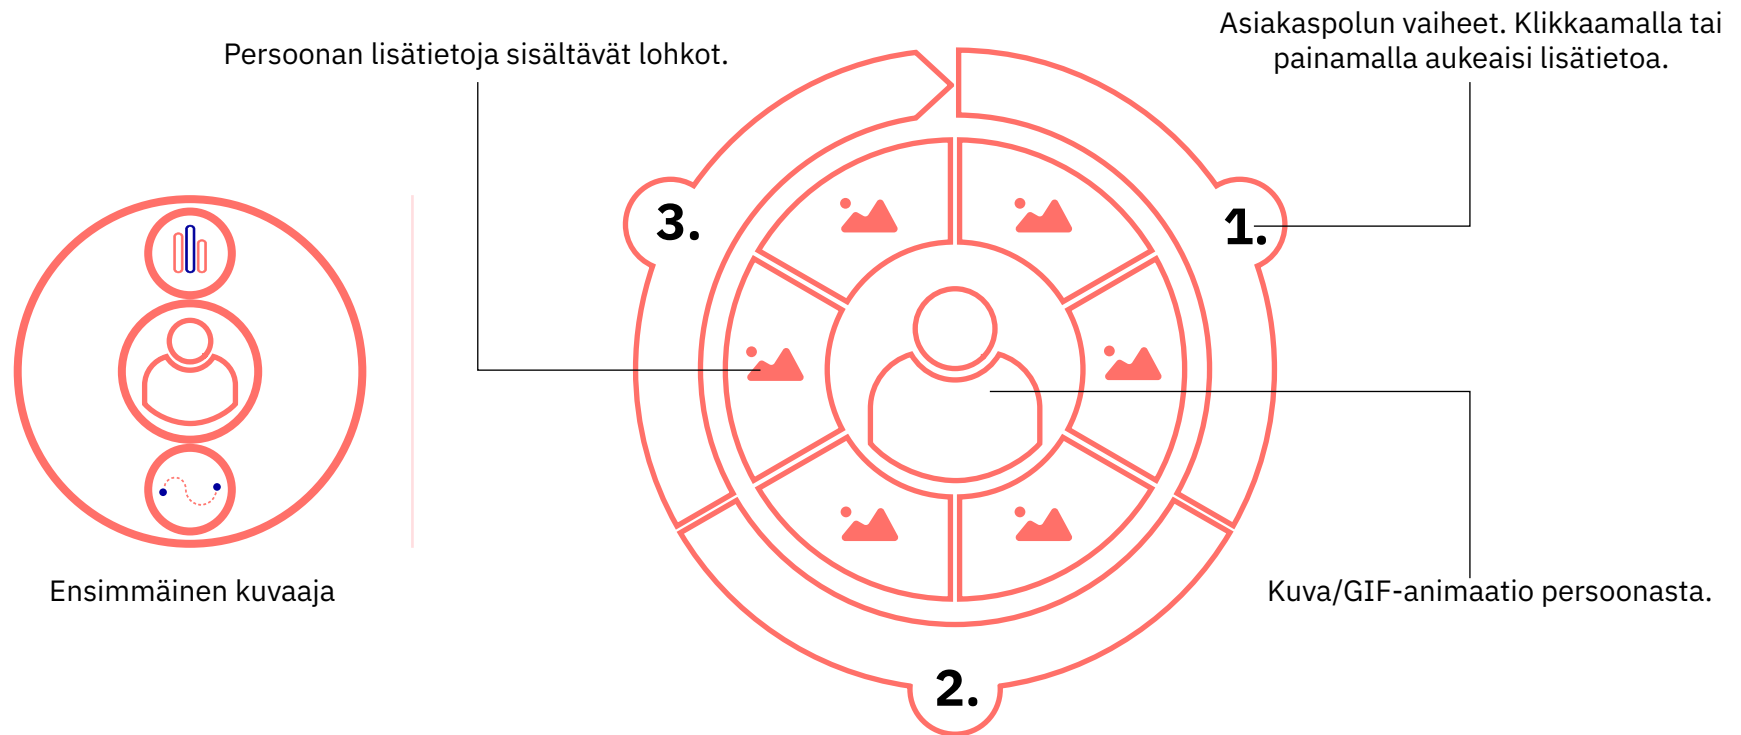 Persoonan lisätietoja sisältävät lohkot.
Asiakaspolun vaiheet. Klikkaamalla tai
painamalla aukeaisi lisätietoa.
3.
1.
2.
Ensimmäinen kuvaaja
Kuva/GIF-animaatio persoonasta.